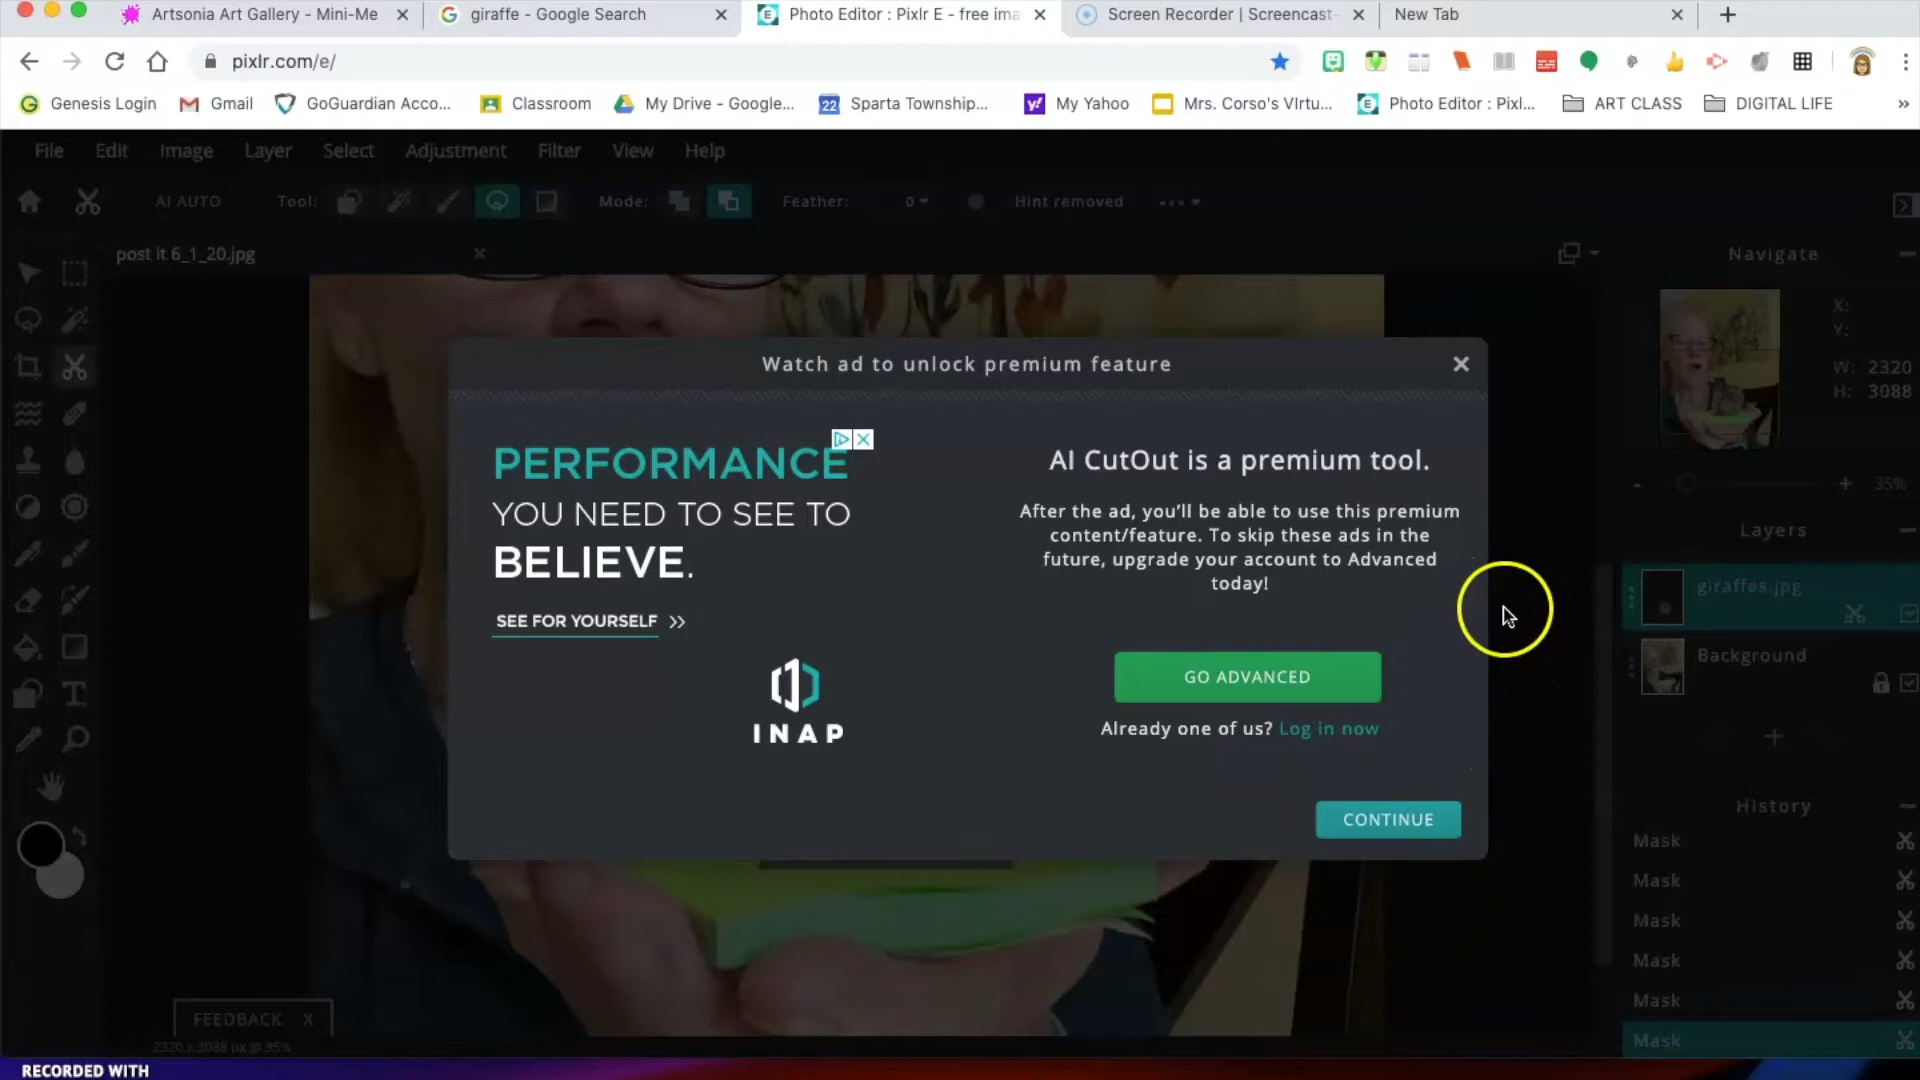 Artsonia Art Gallery - Mini-Me
giraffe - Google Search
Photo Editor : Pixlr E - free ima
Screen Recorder | Screencast-
New Tab
pixlr.com/e/
Genesis Login
Gmail
GoGuardian Acco...
Classroom
My Drive - Google...
22 Sparta Township...
My Yahoo
Mrs. Corso's VIrtu...
Photo Editor : Pixl...
ART CLASS
DIGITAL LIFE
File Edit Image Layer Select Adjustment Filter View Help
AI AUTO Tool: Mode: Feather: 0 Hint removed
post it 6_1_20.jpg
Navigate
X:
Y:
W: 2320
H: 3088
- + 35%
Watch ad to unlock premium feature
PERFORMANCE
YOU NEED TO SEE TO
BELIEVE.
SEE FOR YOURSELF >>
INAP
AI CutOut is a premium tool.
After the ad, you'll be able to use this premium
content/feature. To skip these ads in the
future, upgrade your account to Advanced
today!
GO ADVANCED
Already one of us? Log in now
CONTINUE
Layers
giraffes.jpg
Background
History
Mask
Mask
Mask
Mask
Mask
Mask
FEEDBACK X
2320 x 3088 px @ 35%
RECORDED WITH